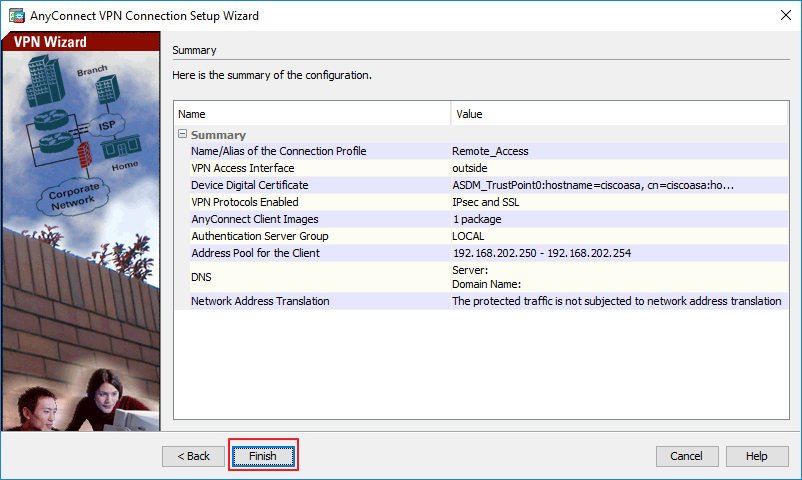 AnyConnect VPN Connection Setup Wizard
VPN Wizard
Branch
ISP
Home
Corporate
Network
Summary
Here is the summary of the configuration.
Name Value
Summary
Name/Alias of the Connection Profile Remote_Access
VPN Access Interface outside
Device Digital Certificate ASDM_TrustPoint0:hostname=ciscoasa, cn=ciscoasa:ho...
VPN Protocols Enabled IPsec and SSL
AnyConnect Client Images 1 package
Authentication Server Group LOCAL
Address Pool for the Client 192.168.202.250 - 192.168.202.254
DNS Server:
Domain Name:
Network Address Translation The protected traffic is not subjected to network address translation
< Back Finish Cancel Help